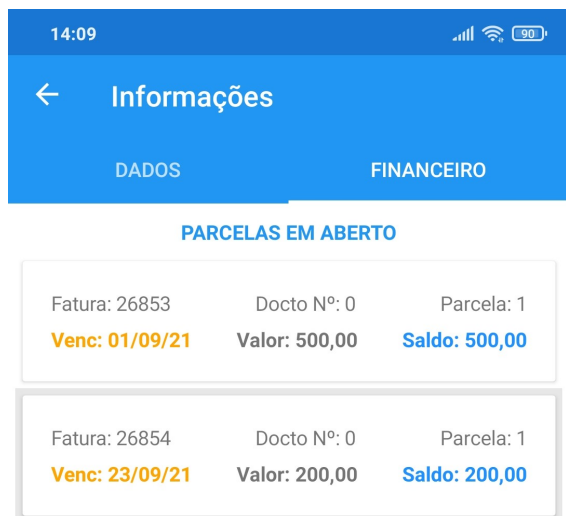 14:09 90
Informações
DADOS FINANCEIRO
PARCELAS EM ABERTO
Fatura: 26853 Docto Nº: 0 Parcela: 1
Venc: 01/09/21 Valor: 500,00 Saldo: 500,00
Fatura: 26854 Docto Nº: 0 Parcela: 1
Venc: 23/09/21 Valor: 200,00 Saldo: 200,00